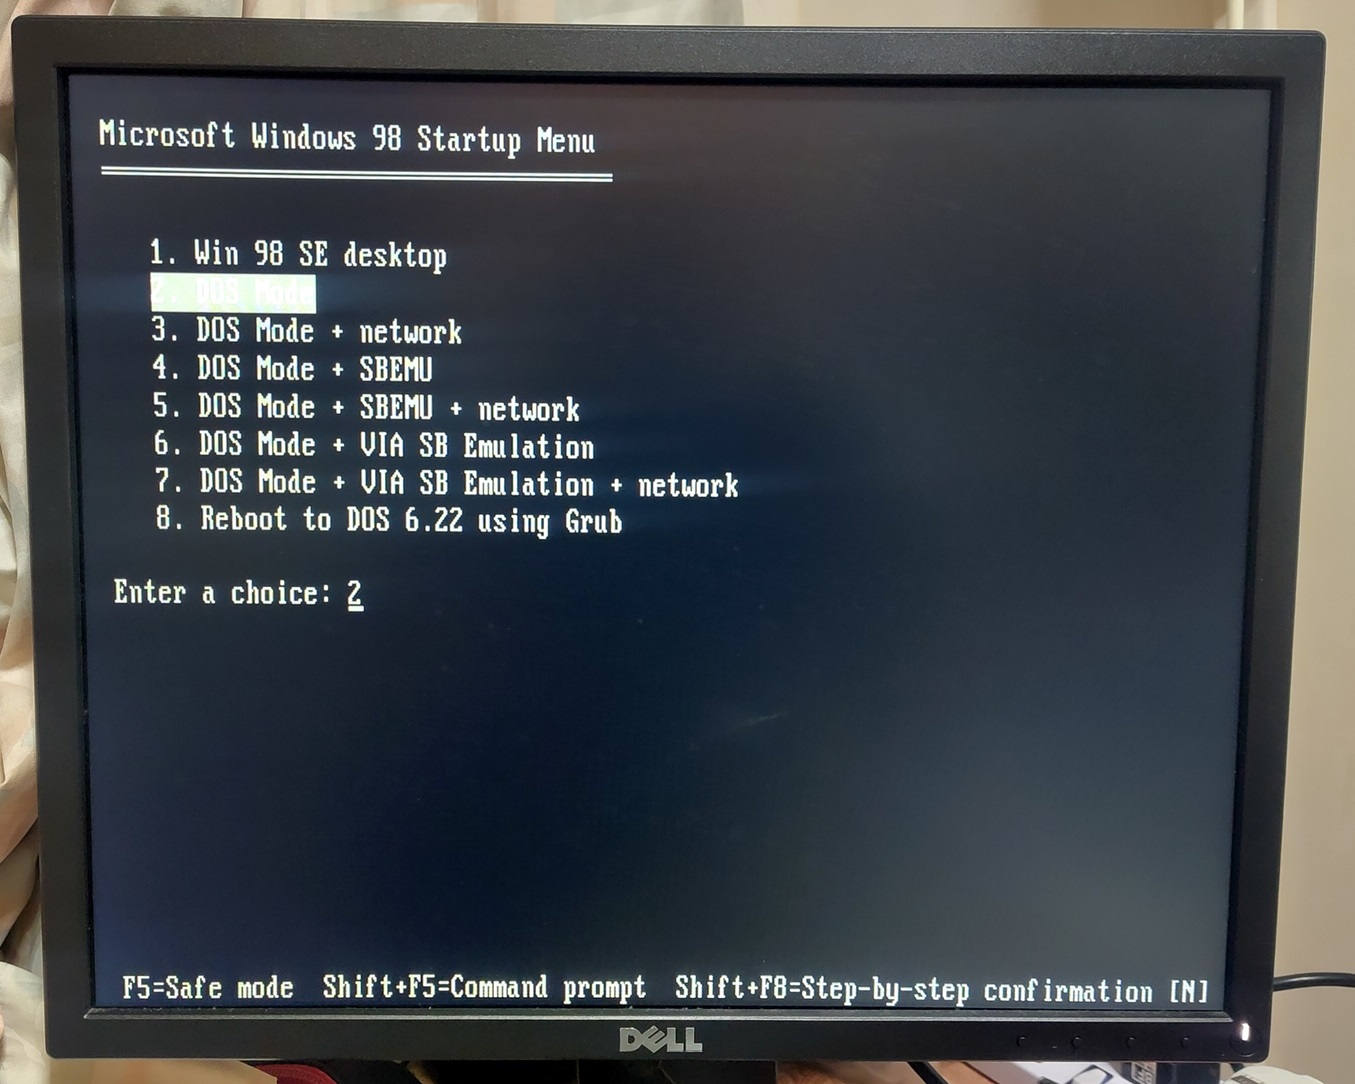 Microsoft Windows 98 Startup Menu
1. Win 98 SE desktop
2. DOS Mode
3. DOS Mode + network
4. DOS Mode + SBEMU
5. DOS Mode + SBEMU + network
6. DOS Mode + VIA SB Emulation
7. DOS Mode + VIA SB Emulation + network
8. Reboot to DOS 6.22 using Grub
Enter a choice: 2
F5=Safe mode  Shift+F5=Command prompt  Shift+F8=Step-by-step confirmation [N]
DELL